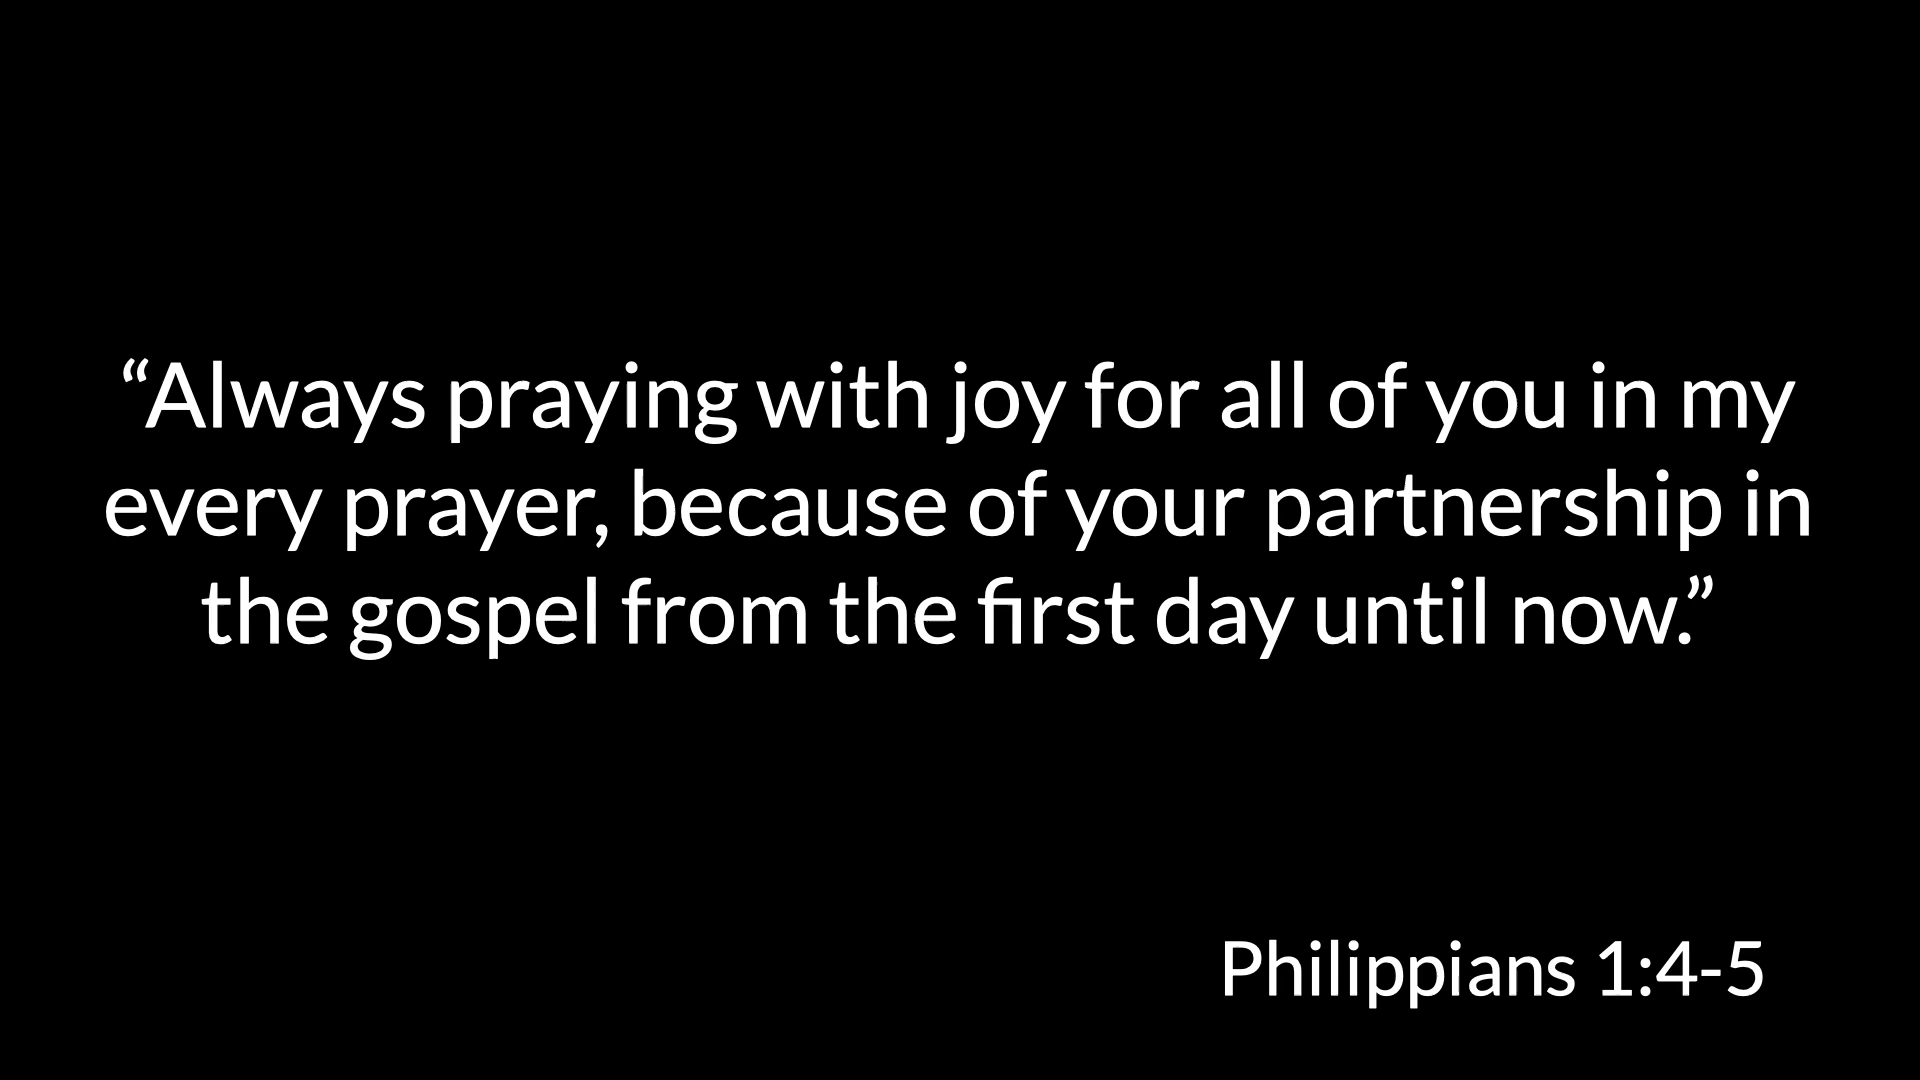 “Always praying with joy for all of you in my
every prayer, because of your partnership in
the gospel from the first day until now.”
Philippians 1:4-5